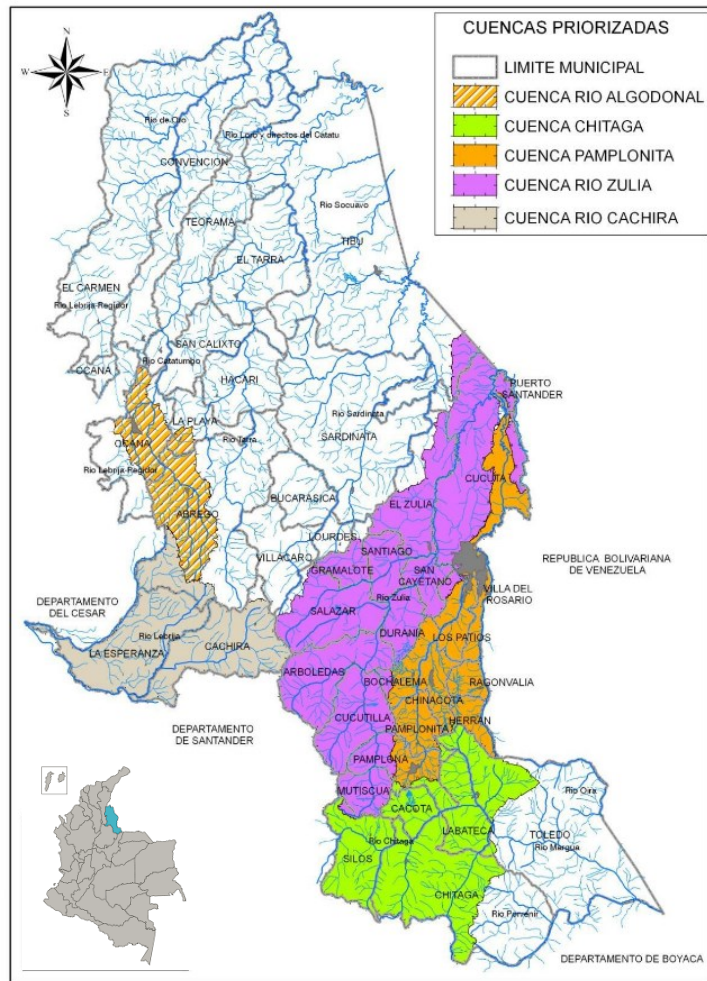 CUENCAS PRIORIZADAS
LIMITE MUNICIPAL
CUENCA RIO ALGODONAL
CUENCA CHITAGA
CUENCA PAMPLONITA
CUENCA RIO ZULIA
CUENCA RIO CACHIRA
N
W
E
S
Rio de Oro
Rio Loro y directos del Catatu
CONVENCION
Rio Socuavo
TEORAMA
TIBU
EL TARRA
EL CARMEN
Rio Lebrija Regidor
SAN CALIXTO
Rio Catatumbo
OCANA
HACARI
PUERTO
SANTANDER
LA PLAYA
Rio Sardinata
Rio Tarra
SARDINATA
OCANA
Rio Lebrija Regidor
CUCUTA
BUCARASICA
EL ZULIA
ABREGO
LOURDES
VILLACARO
SANTIAGO
REPUBLICA BOLIVARIANA
DE VENEZUELA
GRAMALOTE
SAN
CAYETANO
VILLA DEL
ROSARIO
DEPARTAMENTO
DEL CESAR
Rio Zulia
SALAZAR
DURANIA
LOS PATIOS
Rio Lebrija
CACHIRA
LA ESPERANZA
ARBOLEDAS
BOCHALEMA
RAGONVALIA
CHINACOTA
CUCUTILLA
HERRAN
DEPARTAMENTO
DE SANTANDER
PAMPLONITA
PAMPLONA
MUTISCUA
Rio Oira
CACOTA
LABATECA
TOLEDO
Rio Chitaga
Rio Margua
SILOS
CHITAGA
Rio Porvenir
DEPARTAMENTO DE BOYACA